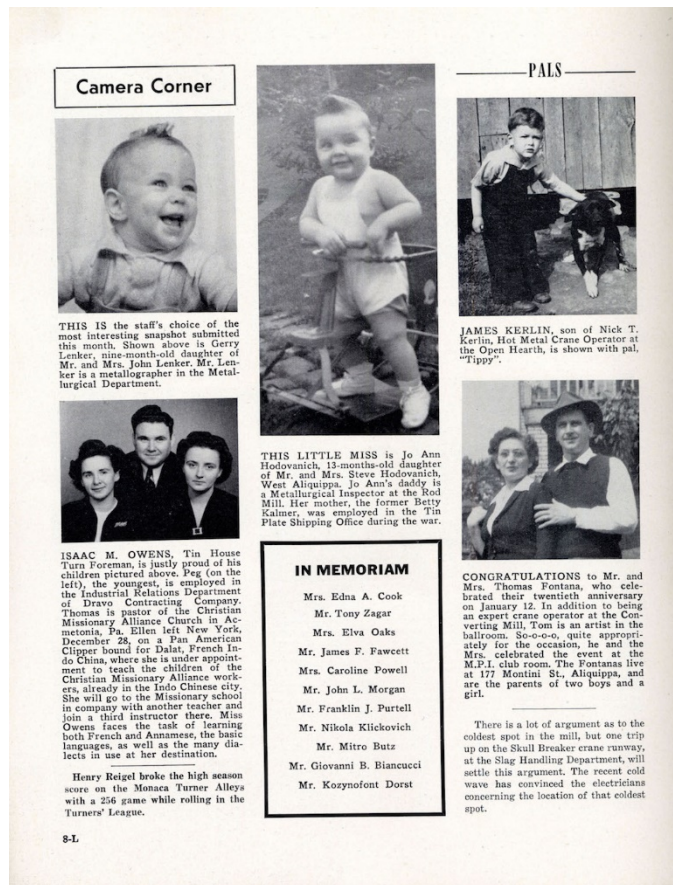 Camera Corner
THIS IS the staff's choice of the
most interesting snapshot submitted
this month. Shown above is Gerry
Lenker, nine-month-old daughter of
Mr. and Mrs. John Lenker. Mr. Len-
ker is a metallographer in the Metal-
lurgical Department.
ISAAC M. OWENS, Tin House
Turn Foreman, is justly proud of his
children pictured above. Peg (on the
left), the youngest, is employed in
the Industrial Relations Department
of Dravo Contracting Company.
Thomas is pastor of the Christian
Missionary Alliance Church in Ac-
metonia, Pa. Ellen left New York,
December 28, on a Pan American
Clipper bound for Dalat, French In-
do China, where she is under appoint-
ment to teach the children of the
Christian Missionary Alliance work-
ers, already in the Indo Chinese city.
She will go to the Missionary school
in company with another teacher and
join a third instructor there. Miss
Owens faces the task of learning
both French and Annamese, the basic
languages, as well as the many dia-
lects in use at her destination.
Henry Reigel broke the high season
score on the Monaca Turner Alleys
with a 256 game while rolling in the
Turners' League.
THIS LITTLE MISS is Jo Ann
Hodovanich, 13-months-old daughter
of Mr. and Mrs. Steve Hodovanich,
West Aliquippa. Jo Ann's daddy is
a Metallurgical Inspector at the Rod
Mill. Her mother, the former Betty
Kalmer, was employed in the Tin
Plate Shipping Office during the war.
IN MEMORIAM
Mrs. Edna A. Cook
Mr. Tony Zagar
Mrs. Elva Oaks
Mr. James F. Fawcett
Mrs. Caroline Powell
Mr. John L. Morgan
Mr. Franklin J. Purtell
Mr. Nikola Klickovich
Mr. Mitro Butz
Mr. Giovanni B. Biancucci
Mr. Kozynofont Dorst
PALS
JAMES KERLIN, son of Nick T.
Kerlin, Hot Metal Crane Operator at
the Open Hearth, is shown with pal,
"Tippy".
CONGRATULATIONS to Mr. and
Mrs. Thomas Fontana, who cele-
brated their twentieth anniversary
on January 12. In addition to being
an expert crane operator at the Con-
verting Mill, Tom is an artist in the
ballroom. So-o-o-o, quite appropri-
ately for the occasion, he and the
Mrs. celebrated the event at the
M.P.I. club room. The Fontanas live
at 177 Montini St., Aliquippa, and
are the parents of two boys and a
girl.
There is a lot of argument as to the
coldest spot in the mill, but one trip
up on the Skull Breaker crane runway,
at the Slag Handling Department, will
settle this argument. The recent cold
wave has convinced the electricians
concerning the location of that coldest
spot.
8-L